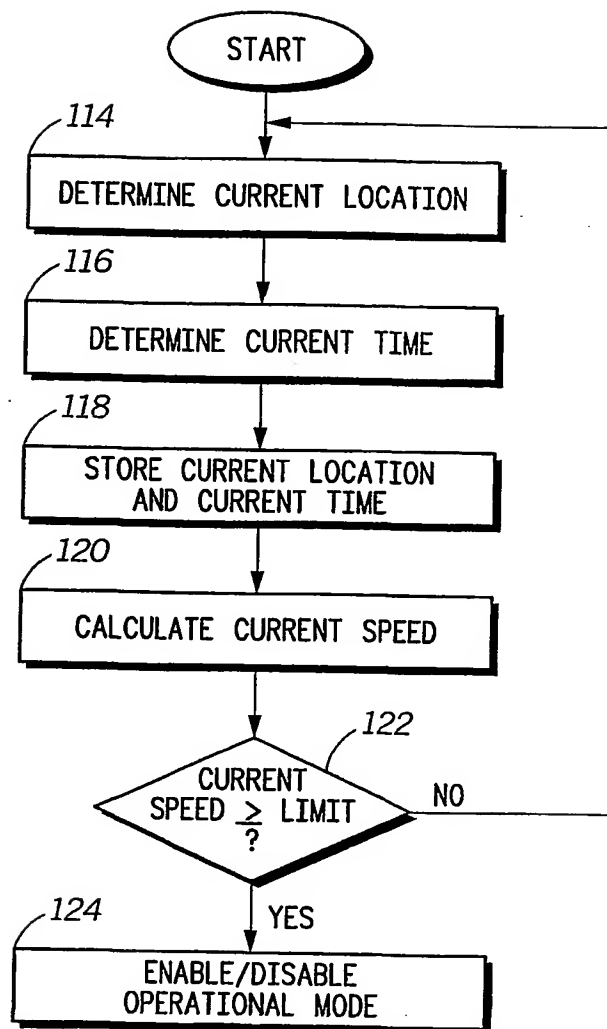 START
114
DETERMINE CURRENT LOCATION
116
DETERMINE CURRENT TIME
118
STORE CURRENT LOCATION
AND CURRENT TIME
120
CALCULATE CURRENT SPEED
122
CURRENT
SPEED ≥ LIMIT
?
NO
YES
124
ENABLE/DISABLE
OPERATIONAL MODE